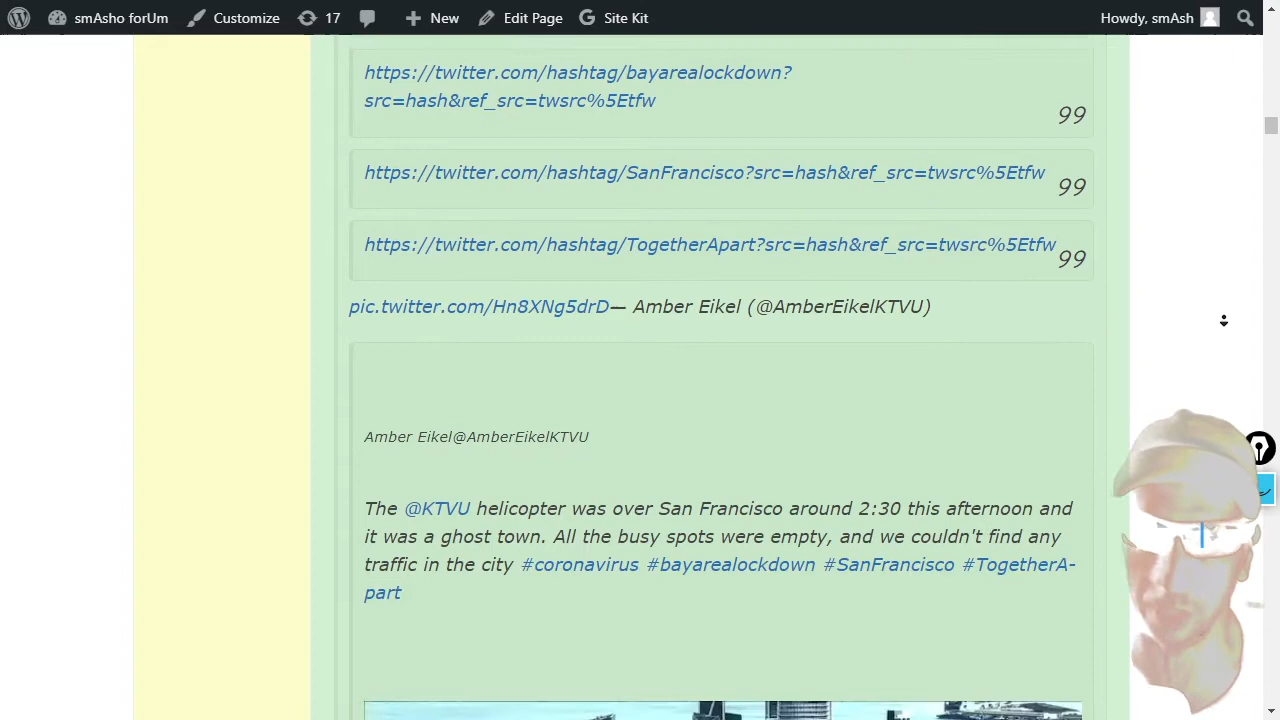 smAsho forUm Customize 17 New Edit Page Site Kit Howdy, smAsh
https://twitter.com/hashtag/bayarealockdown?
src=hash&ref_src=twsrc%5Etfw
https://twitter.com/hashtag/SanFrancisco?src=hash&ref_src=twsrc%5Etfw
https://twitter.com/hashtag/TogetherApart?src=hash&ref_src=twsrc%5Etfw
pic.twitter.com/Hn8XNg5drD— Amber Eikel (@AmberEikelKTVU)
Amber Eikel@AmberEikelKTVU
The @KTVU helicopter was over San Francisco around 2:30 this afternoon and
it was a ghost town. All the busy spots were empty, and we couldn't find any
traffic in the city #coronavirus #bayarealockdown #SanFrancisco #TogetherA-
part